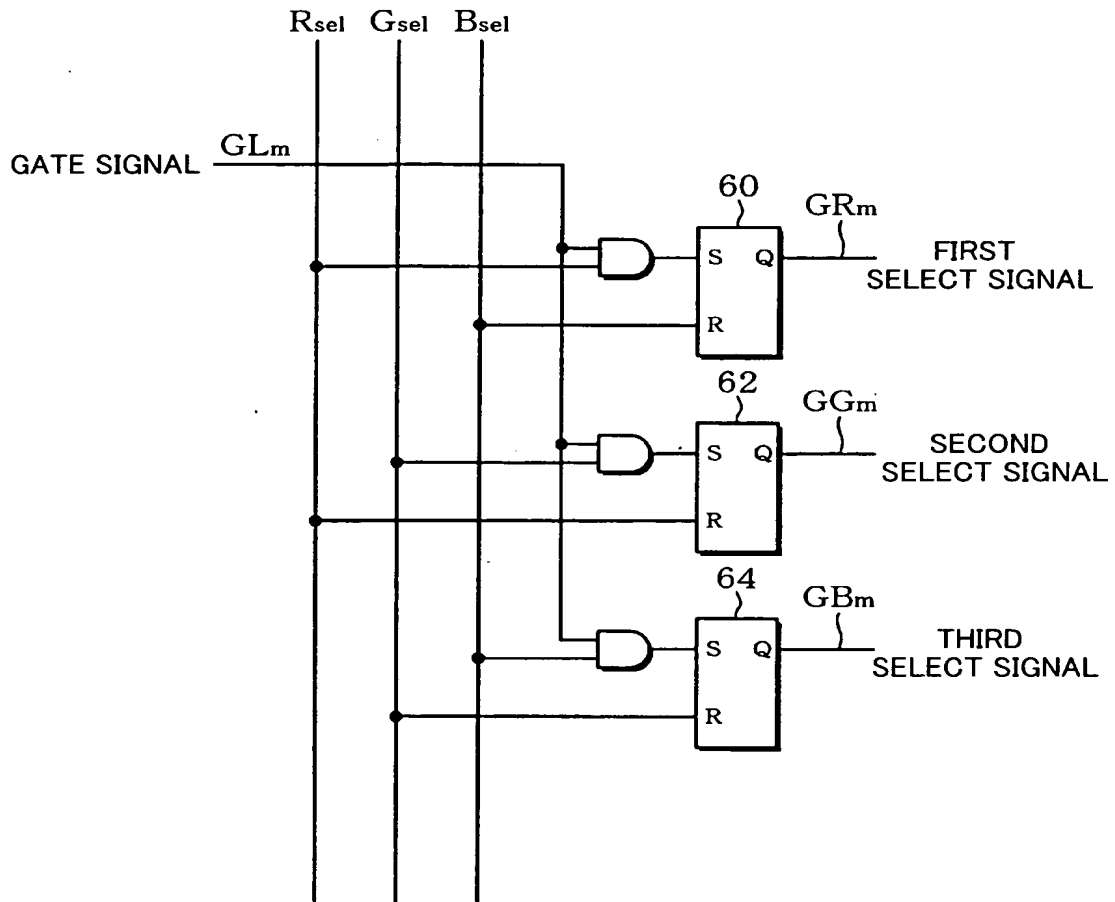 Rsel Gsel Bsel
GATE SIGNAL GLm
60
S Q
R
GRm
FIRST
SELECT SIGNAL
62
S Q
R
GGm
SECOND
SELECT SIGNAL
64
S Q
R
GBm
THIRD
SELECT SIGNAL